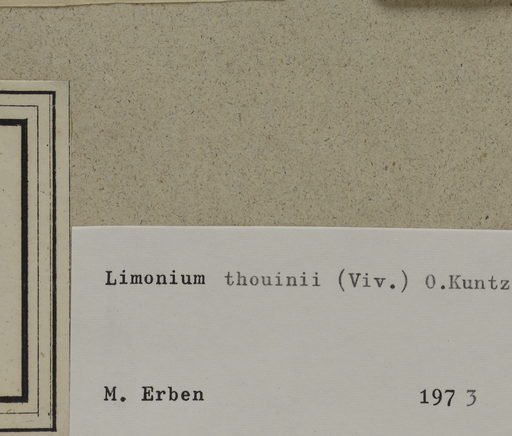 Limonium thouinii (Viv.) O.Kuntz
M. Erben 1973